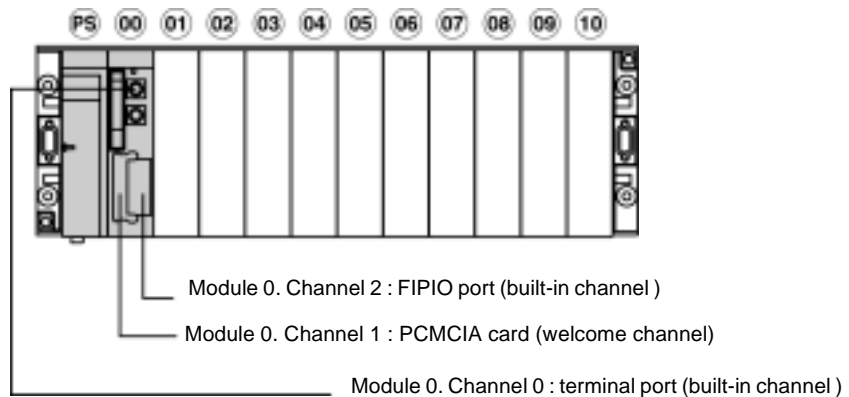 PS 00 01 02 03 04 05 06 07 08 09 10
Module 0. Channel 2 : FIPIO port (built-in channel )
Module 0. Channel 1 : PCMCIA card (welcome channel)
Module 0. Channel 0 : terminal port (built-in channel )